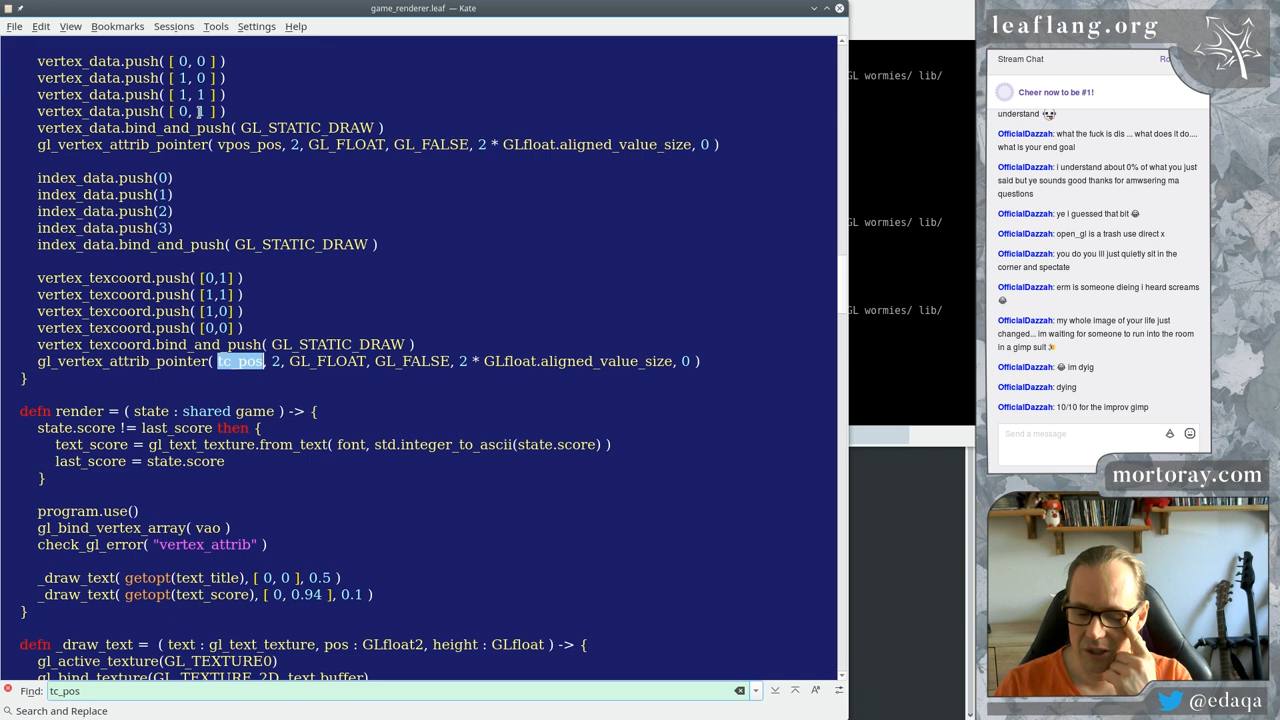 game_renderer.leaf — Kate
File Edit View Bookmarks Sessions Tools Settings Help
vertex_data.push( [ 0, 0 ] )
vertex_data.push( [ 1, 0 ] )
vertex_data.push( [ 1, 1 ] )
vertex_data.push( [ 0, 1 ] )
vertex_data.bind_and_push( GL_STATIC_DRAW )
gl_vertex_attrib_pointer( vpos_pos, 2, GL_FLOAT, GL_FALSE, 2 * GLfloat.aligned_value_size, 0 )
index_data.push(0)
index_data.push(1)
index_data.push(2)
index_data.push(3)
index_data.bind_and_push( GL_STATIC_DRAW )
vertex_texcoord.push( [0,1] )
vertex_texcoord.push( [1,1] )
vertex_texcoord.push( [1,0] )
vertex_texcoord.push( [0,0] )
vertex_texcoord.bind_and_push( GL_STATIC_DRAW )
gl_vertex_attrib_pointer( tc_pos, 2, GL_FLOAT, GL_FALSE, 2 * GLfloat.aligned_value_size, 0 )
}
defn render = ( state : shared game ) -> {
state.score != last_score then {
text_score = gl_text_texture.from_text( font, std.integer_to_ascii(state.score) )
last_score = state.score
}
program.use()
gl_bind_vertex_array( vao )
check_gl_error( "vertex_attrib" )
_draw_text( getopt(text_title), [ 0, 0 ], 0.5 )
_draw_text( getopt(text_score), [ 0, 0.94 ], 0.1 )
}
defn _draw_text = ( text : gl_text_texture, pos : GLfloat2, height : GLfloat ) -> {
gl_active_texture(GL_TEXTURE0)
gl_bind_texture(GL_TEXTURE_2D, text.buffer)
Find: tc_pos
Search and Replace
GL wormies/ lib/
GL wormies/ lib/
GL wormies/ lib/
leaflang.org
Stream Chat
Cheer now to be #1!
understand
OfficialDazzah: what the fuck is dis ... what does it do....
what is your end goal
OfficialDazzah: i understand about 0% of what you just
said but ye sounds good thanks for amwsering ma
questions
OfficialDazzah: ye i guessed that bit 😂
OfficialDazzah: open_gl is a trash use direct x
OfficialDazzah: you do you ill just quietly sit in the
corner and spectate
OfficialDazzah: erm is someone dieing i heard screams
😂
OfficialDazzah: my whole image of your life just
changed... im waiting for someone to run into the room
in a gimp suit
OfficialDazzah: 😂 im dyig
OfficialDazzah: dying
OfficialDazzah: 10/10 for the improv gimp
Send a message
mortoray.com
@edaqa